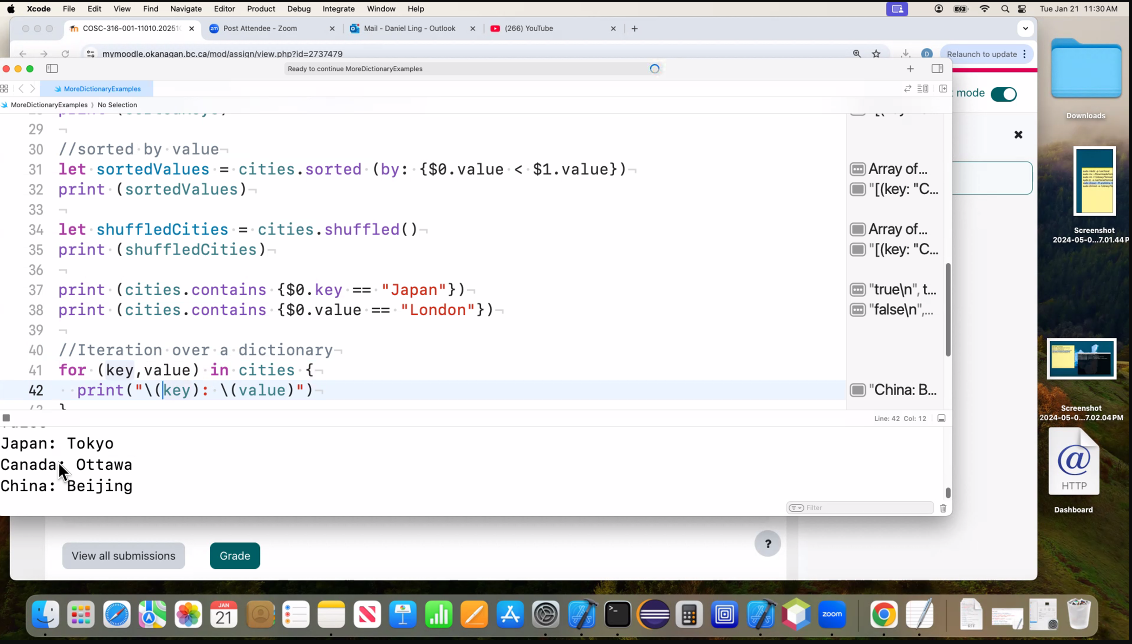 Xcode File Edit View Find Navigate Editor Product Debug Integrate Window Help Tue Jan 21 11:30 AM
COSC-316-001-11010.20251 Post Attendee - Zoom Mail - Daniel Ling - Outlook (266) YouTube
mymoodle.okanagan.bc.ca/mod/assign/view.php?id=2737479 D Relaunch to update
Ready to continue MoreDictionaryExamples
MoreDictionaryExamples
MoreDictionaryExamples No Selection
mode
29
30 //sorted by value
31 let sortedValues = cities.sorted (by: {$0.value < $1.value}) Array of...
32 print (sortedValues) "[(key: "C...
33
34 let shuffledCities = cities.shuffled() Array of...
35 print (shuffledCities) "[(key: "C...
36
37 print (cities.contains {$0.key == "Japan"}) "true\n", t...
38 print (cities.contains {$0.value == "London"}) "false\n",...
39
40 //Iteration over a dictionary
41 for (key,value) in cities {
42 print("\(key): \(value)") "China: B...
Line: 42 Col: 12
Japan: Tokyo
Canada: Ottawa
China: Beijing
Filter
View all submissions Grade ?
Downloads
Screenshot
2024-05-0...7.01.44 P
Screenshot
2024-05-0...7.02.04 PM
@
HTTP
Dashboard
JAN
21
zoom